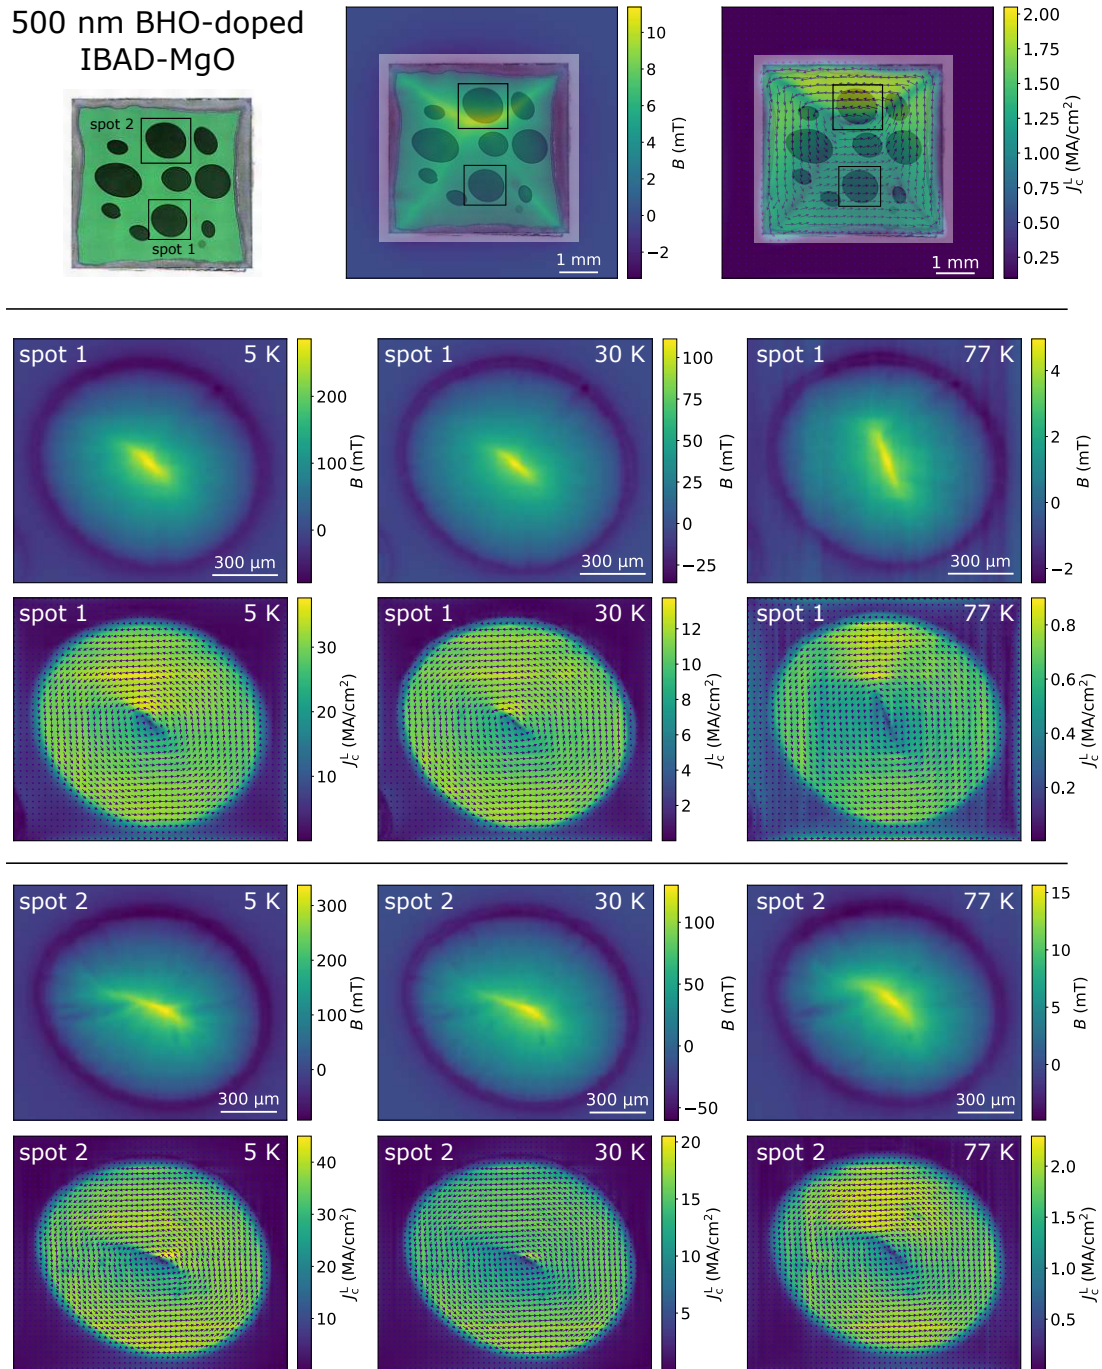 500 nm BHO-doped
IBAD-MgO
spot 2
spot 1
1 mm
10
8
6
4
2
0
−2
B (mT)
1 mm
2.00
1.75
1.50
1.25
1.00
0.75
0.50
0.25
J_c^L (MA/cm²)
spot 1 5 K
300 µm
200
100
0
B (mT)
spot 1 30 K
300 µm
100
75
50
25
0
−25
B (mT)
spot 1 77 K
300 µm
4
2
0
−2
B (mT)
spot 1 5 K
30
20
10
J_c^L (MA/cm²)
spot 1 30 K
12
10
8
6
4
2
J_c^L (MA/cm²)
spot 1 77 K
0.8
0.6
0.4
0.2
J_c^L (MA/cm²)
spot 2 5 K
300 µm
300
200
100
0
B (mT)
spot 2 30 K
300 µm
100
50
0
−50
B (mT)
spot 2 77 K
300 µm
15
10
5
0
B (mT)
spot 2 5 K
40
30
20
10
J_c^L (MA/cm²)
spot 2 30 K
20
15
10
5
J_c^L (MA/cm²)
spot 2 77 K
2.0
1.5
1.0
0.5
J_c^L (MA/cm²)